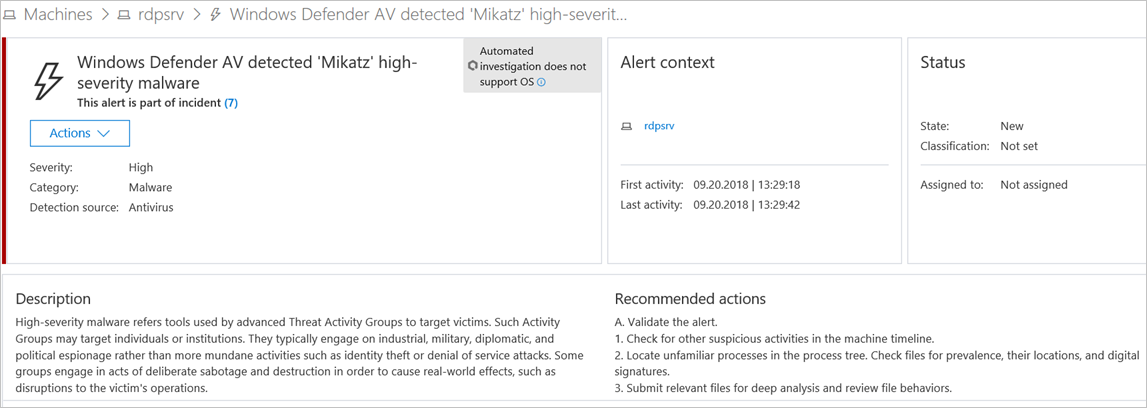 Machines > rdpsrv > Windows Defender AV detected 'Mikatz' high-severit...
Windows Defender AV detected 'Mikatz' high-
severity malware
This alert is part of incident (7)
Automated
investigation does not
support OS
Actions
Severity: High
Category: Malware
Detection source: Antivirus
Alert context
rdpsrv
First activity: 09.20.2018 | 13:29:18
Last activity: 09.20.2018 | 13:29:42
Status
State: New
Classification: Not set
Assigned to: Not assigned
Description
High-severity malware refers tools used by advanced Threat Activity Groups to target victims. Such Activity
Groups may target individuals or institutions. They typically engage on industrial, military, diplomatic, and
political espionage rather than more mundane activities such as identity theft or denial of service attacks. Some
groups engage in acts of deliberate sabotage and destruction in order to cause real-world effects, such as
disruptions to the victim's operations.
Recommended actions
A. Validate the alert.
1. Check for other suspicious activities in the machine timeline.
2. Locate unfamiliar processes in the process tree. Check files for prevalence, their locations, and digital
signatures.
3. Submit relevant files for deep analysis and review file behaviors.